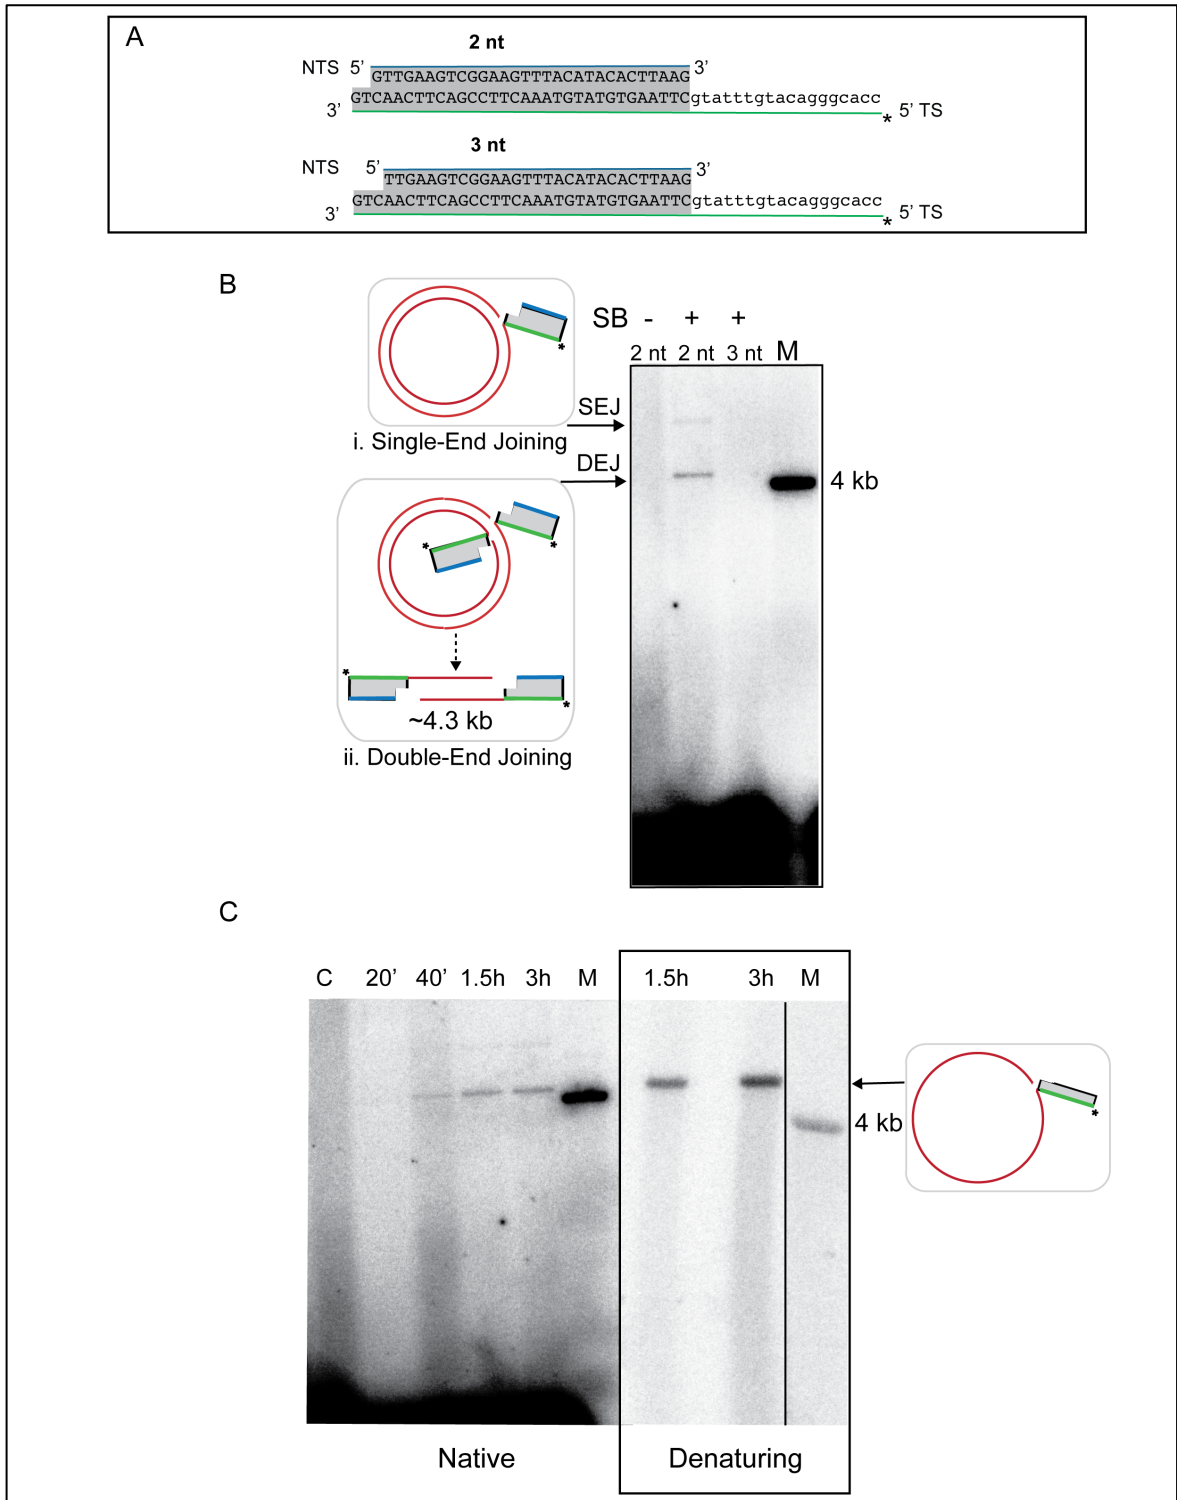 A
2 nt
NTS 5’ GTTGAAGTCGGAAGTTTACATACACTTAAG 3’
3’ GTCAACTTCAGCCTTCAAATGTATGTGAATTCgtatttgtacagggcacc * 5’ TS
3 nt
NTS 5’ TTGAAGTCGGAAGTTTACATACACTTAAG 3’
3’ GTCAACTTCAGCCTTCAAATGTATGTGAATTCgtatttgtacagggcacc * 5’ TS
B
SB - + +
2 nt 2 nt 3 nt M
*
SEJ
i. Single-End Joining
DEJ
4 kb
*
*
*
*
~4.3 kb
ii. Double-End Joining
C
C 20’ 40’ 1.5h 3h M 1.5h 3h M
*
4 kb
Native Denaturing